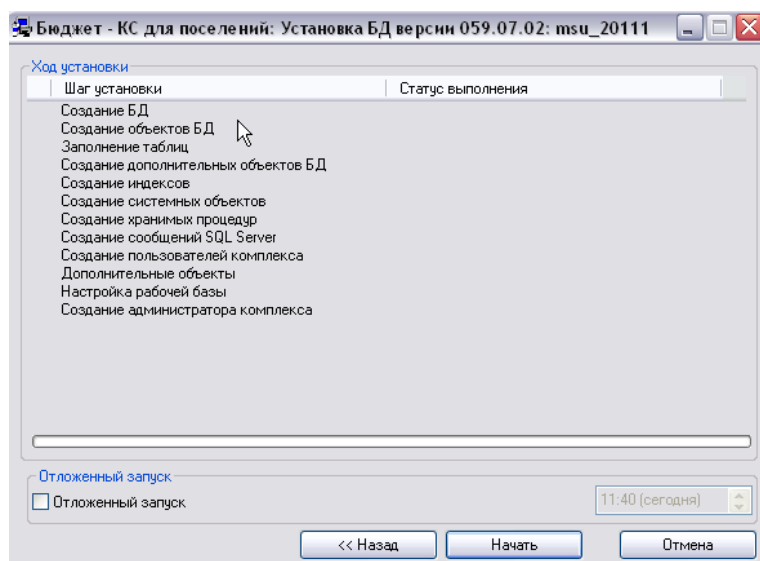 Бюджет - КС для поселений: Установка БД версии 059.07.02: msu_20111
Ход установки
Шаг установки Статус выполнения
Создание БД
Создание объектов БД
Заполнение таблиц
Создание дополнительных объектов БД
Создание индексов
Создание системных объектов
Создание хранимых процедур
Создание сообщений SQL Server
Создание пользователей комплекса
Дополнительные объекты
Настройка рабочей базы
Создание администратора комплекса
Отложенный запуск
Отложенный запуск 11:40 (сегодня)
<< Назад Начать Отмена